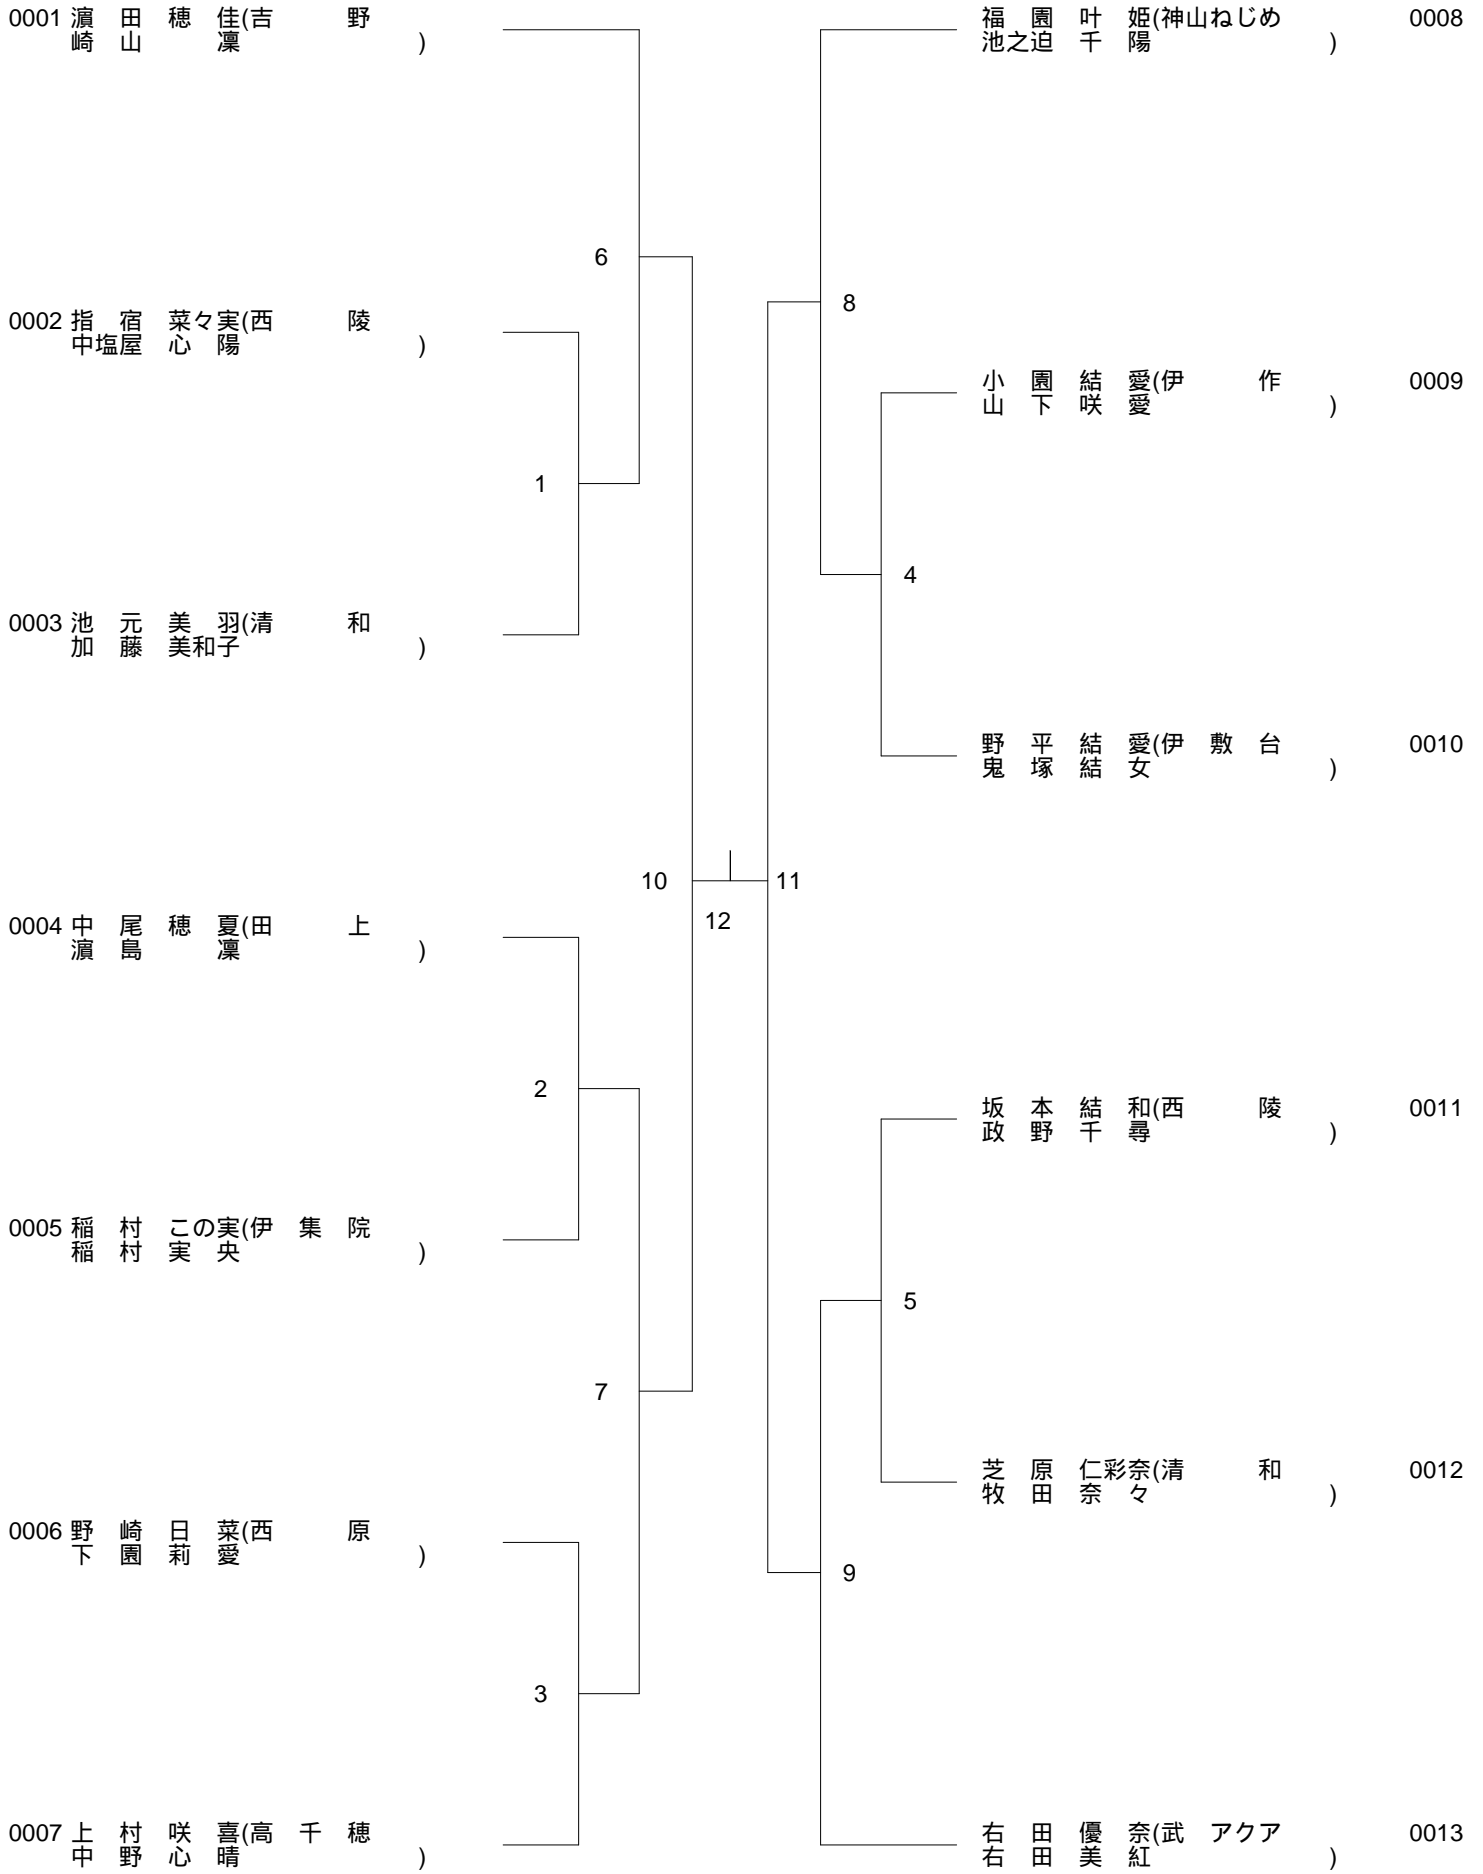 0001 濵　田　穂　佳(吉　　　野
崎　山　　　凜　　　　　　　)
6
0002 指　宿　菜々実(西　　　陵
中塩屋　心　陽　　　　　　　)
1
0003 池　元　美　羽(清　　　和
加　藤　美和子　　　　　　　)
10
12
0004 中　尾　穂　夏(田　　　上
濵　島　　　凜　　　　　　　)
2
0005 稲　村　この実(伊　集　院
稲　村　実　央　　　　　　　)
7
0006 野　崎　日　菜(西　　　原
下　園　莉　愛　　　　　　　)
3
0007 上　村　咲　喜(高　千　穂
中　野　心　晴　　　　　　　)
福　園　叶　姫(神山ねじめ　0008
池之迫　千　陽　　　　　　　)
8
小　園　結　愛(伊　　　作　0009
山　下　咲　愛　　　　　　　)
4
野　平　結　愛(伊　敷　台　0010
鬼　塚　結　女　　　　　　　)
11
坂　本　結　和(西　　　陵　0011
政　野　千　尋　　　　　　　)
5
芝　原　仁彩奈(清　　　和　0012
牧　田　奈　々　　　　　　　)
9
右　田　優　奈(武　アクア　0013
右　田　美　紅　　　　　　　)